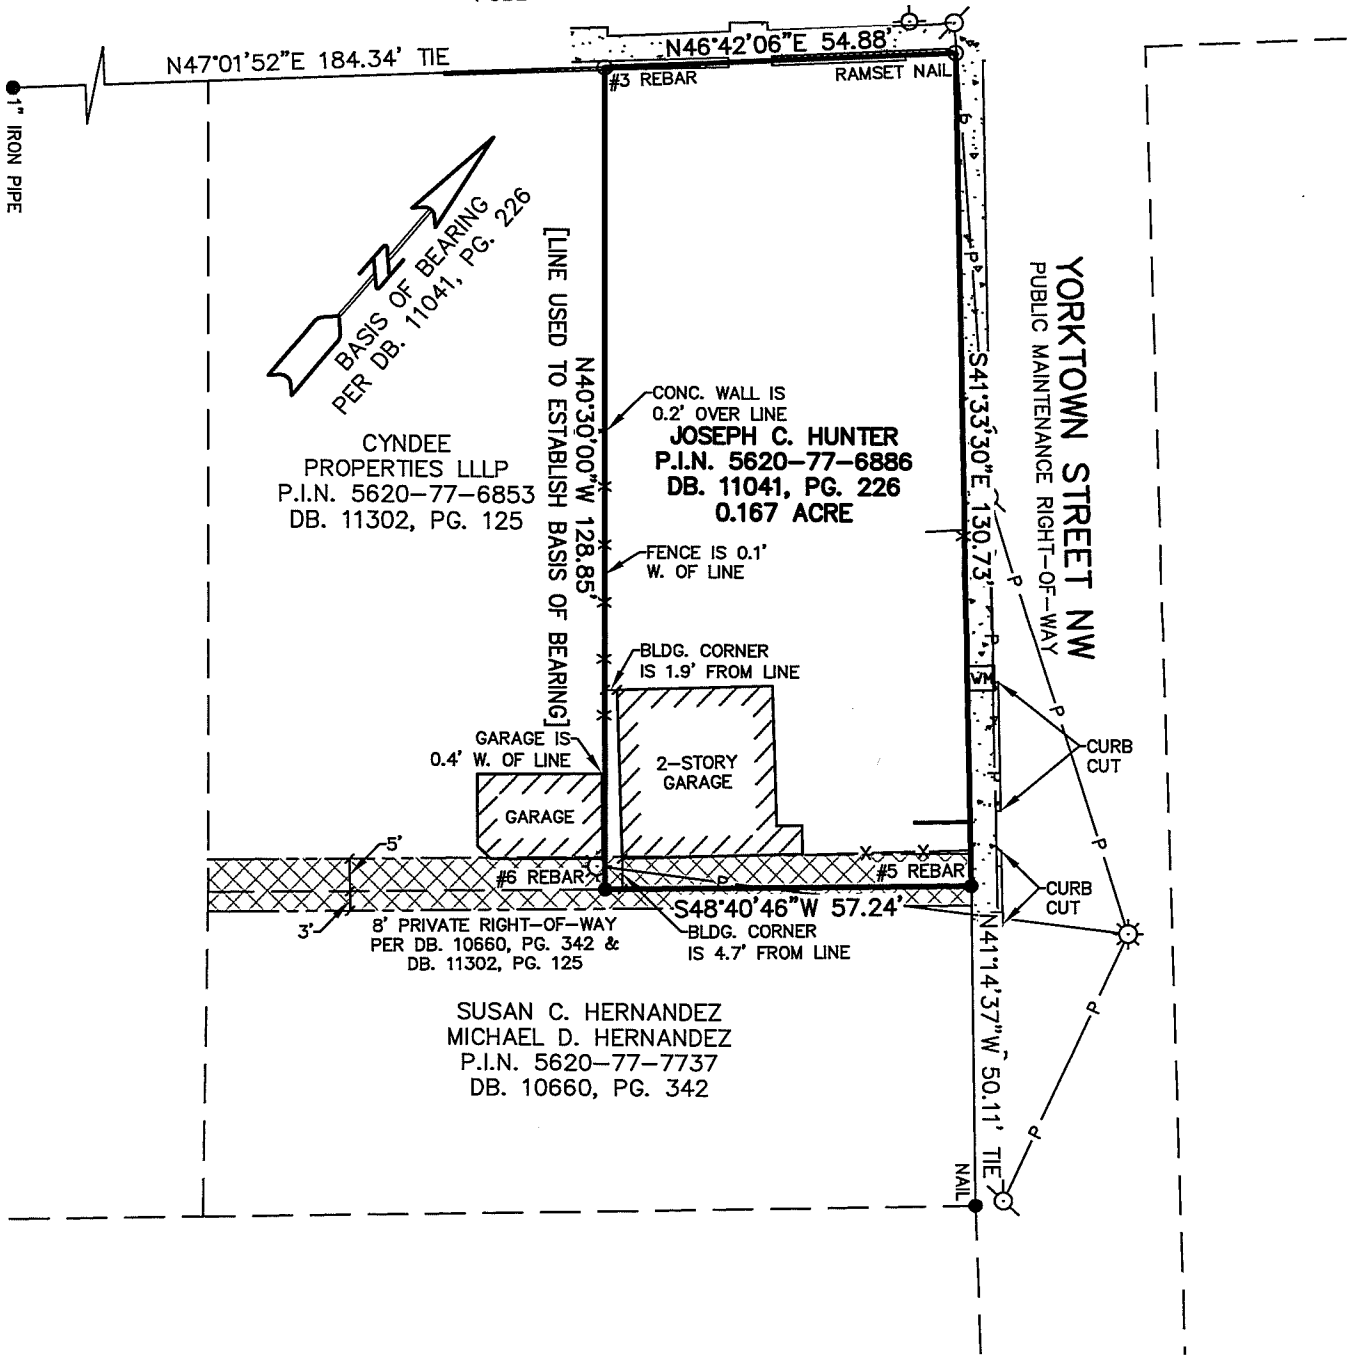 N47°01'52"E 184.34' TIE
N46°42'06"E 54.88'
#3 REBAR
RAMSET NAIL
1" IRON PIPE
BASIS OF BEARING
PER DB. 11041, PG. 226
[LINE USED TO ESTABLISH BASIS OF BEARING]
N40°30'00"W 128.85'
CYNDEE
PROPERTIES LLLP
P.I.N. 5620-77-6853
DB. 11302, PG. 125
CONC. WALL IS
0.2' OVER LINE
JOSEPH C. HUNTER
P.I.N. 5620-77-6886
DB. 11041, PG. 226
0.167 ACRE
FENCE IS 0.1'
W. OF LINE
BLDG. CORNER
IS 1.9' FROM LINE
S41°33'30"E 130.73'
YORKTOWN STREET NW
PUBLIC MAINTENANCE RIGHT-OF-WAY
P
P
P
P
P
P
WM
GARAGE IS
0.4' W. OF LINE
2-STORY
GARAGE
GARAGE
CURB
CUT
5'
#6 REBAR
P
#5 REBAR
CURB
CUT
S48°40'46"W 57.24'
3'
8' PRIVATE RIGHT-OF-WAY
PER DB. 10660, PG. 342 &
DB. 11302, PG. 125
BLDG. CORNER
IS 4.7' FROM LINE
N41°14'37"W 50.11' TIE
P
P
SUSAN C. HERNANDEZ
MICHAEL D. HERNANDEZ
P.I.N. 5620-77-7737
DB. 10660, PG. 342
NAIL